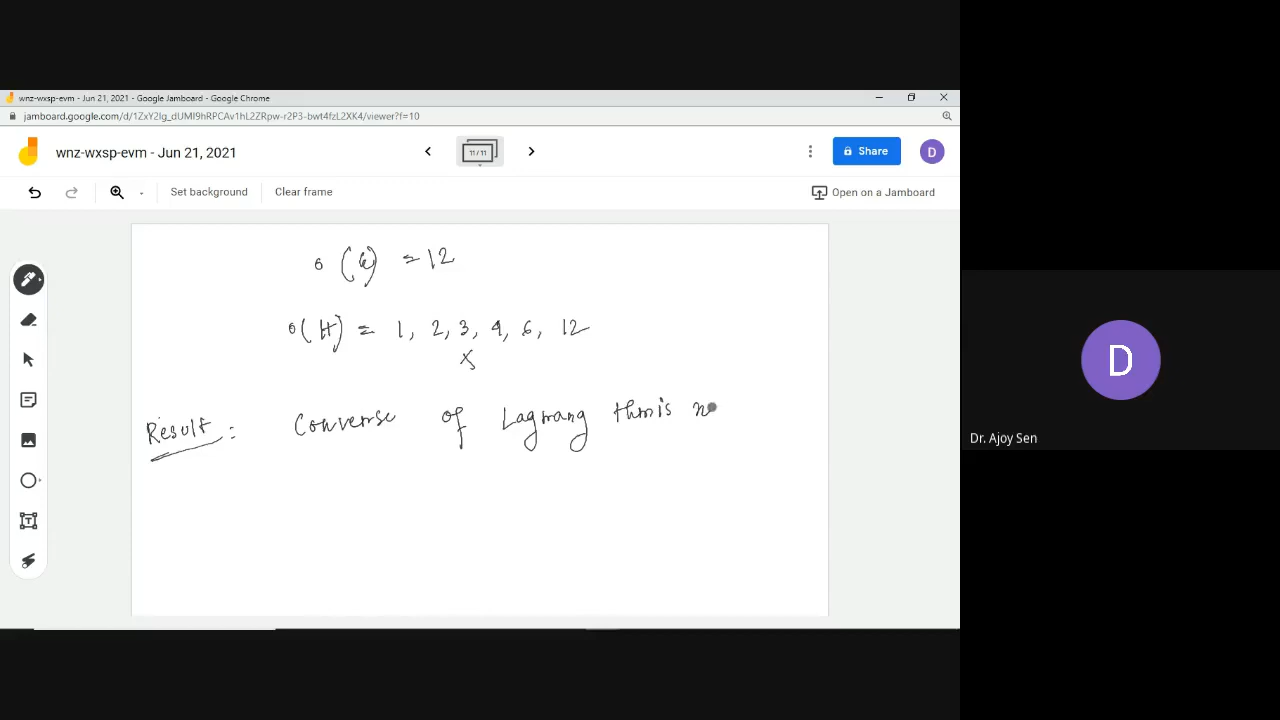 wnz-wxsp-evm - Jun 21, 2021 - Google Jamboard - Google Chrome
jamboard.google.com/d/1ZxY2Ig_dUMI9hRPCAv1hL2ZRpw-r2P3-bwt4fzL2XK4/viewer?f=10
wnz-wxsp-evm - Jun 21, 2021
11/11
Share
D
Set background
Clear frame
Open on a Jamboard
o (G) = 12
o(H) = 1, 2, 3, 4, 6, 12
x
Result: Converse of Lagrang thm is n
D
Dr. Ajoy Sen